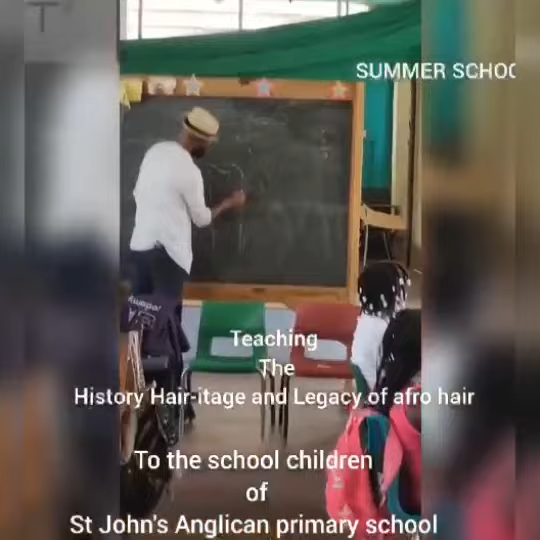 SUMMER SCHOO
Teaching
The
History Hair-itage and Legacy of afro hair
To the school children
of
St John's Anglican primary school